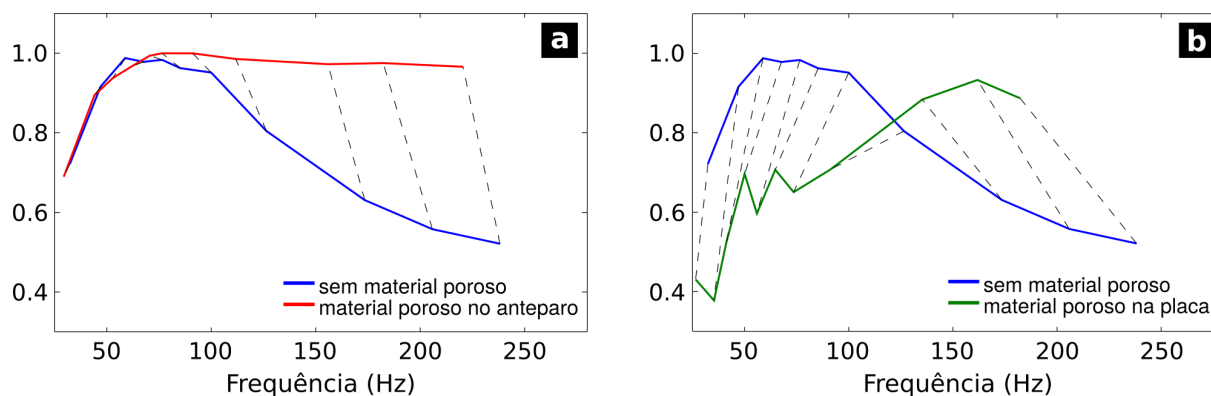 a
1.0
0.8
0.6
0.4
sem material poroso
material poroso no anteparo
50 100 150 200 250
Frequência (Hz)
b
1.0
0.8
0.6
0.4
sem material poroso
material poroso na placa
50 100 150 200 250
Frequência (Hz)